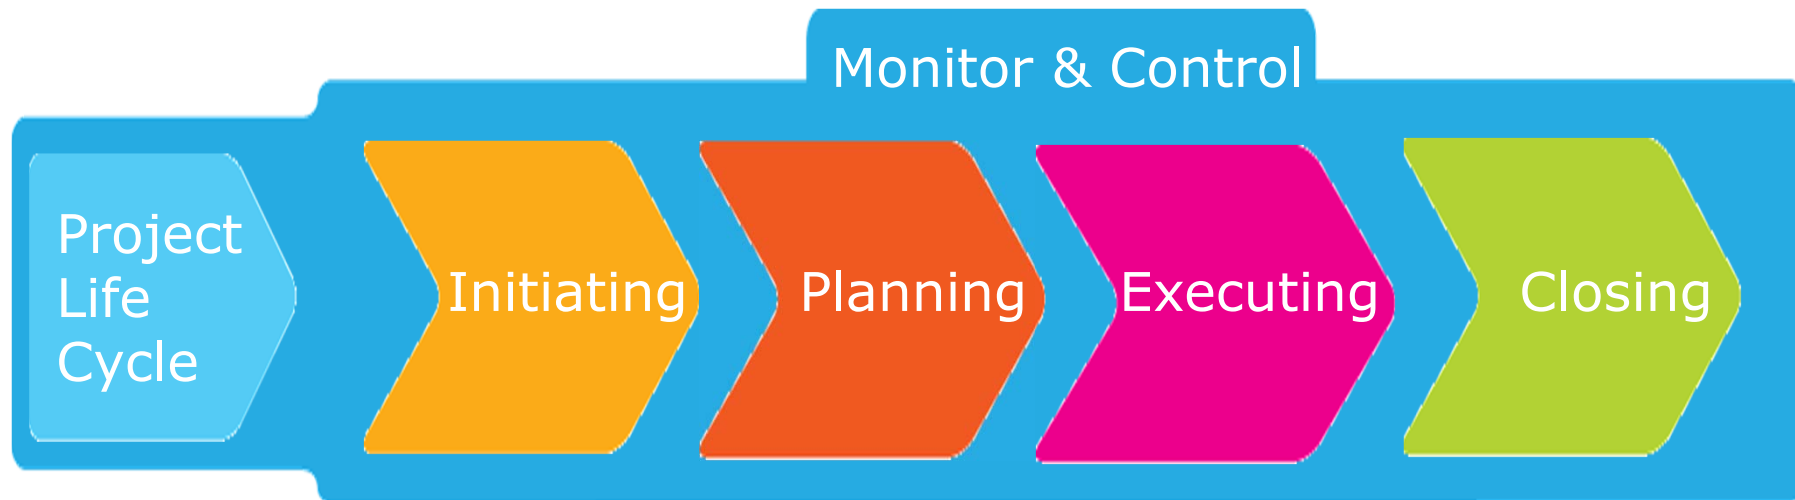 Monitor & Control
Project
Life
Cycle
Initiating
Planning
Executing
Closing